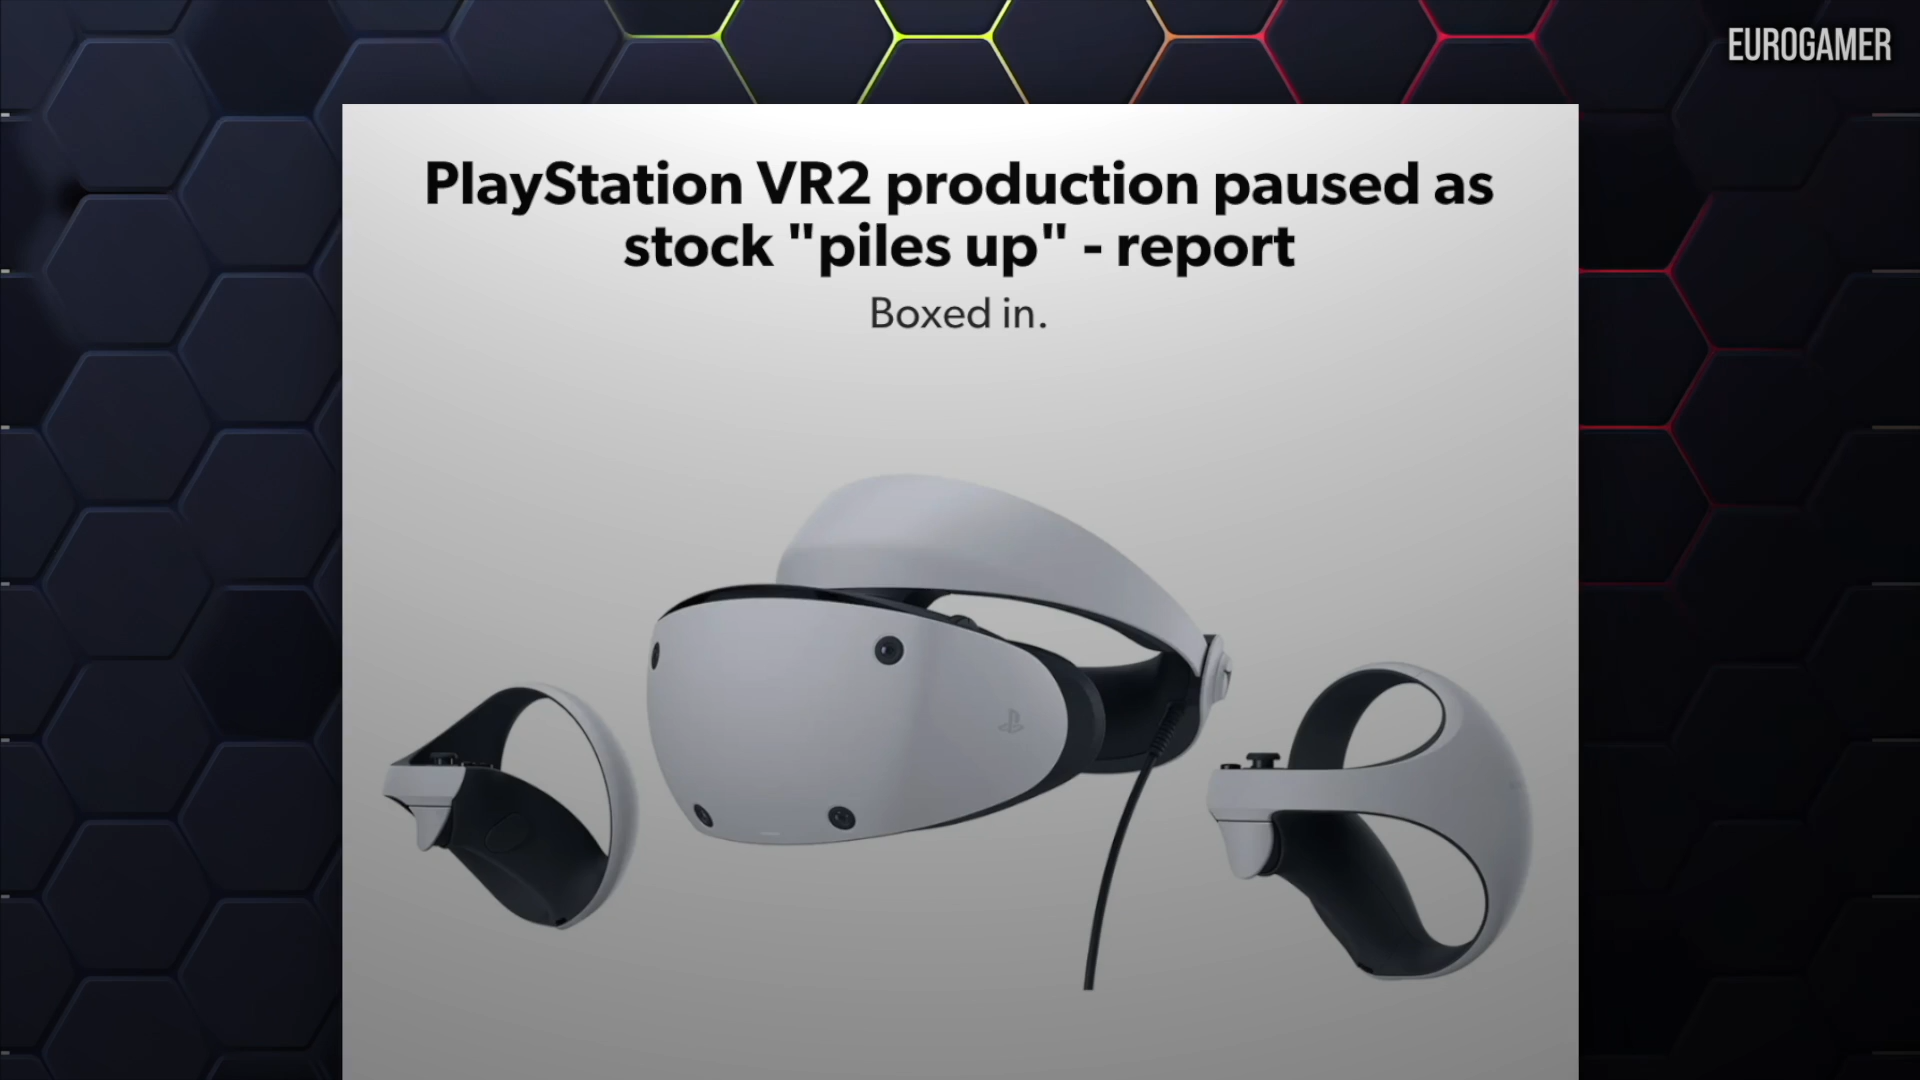 EUROGAMER
PlayStation VR2 production paused as
stock "piles up" - report
Boxed in.